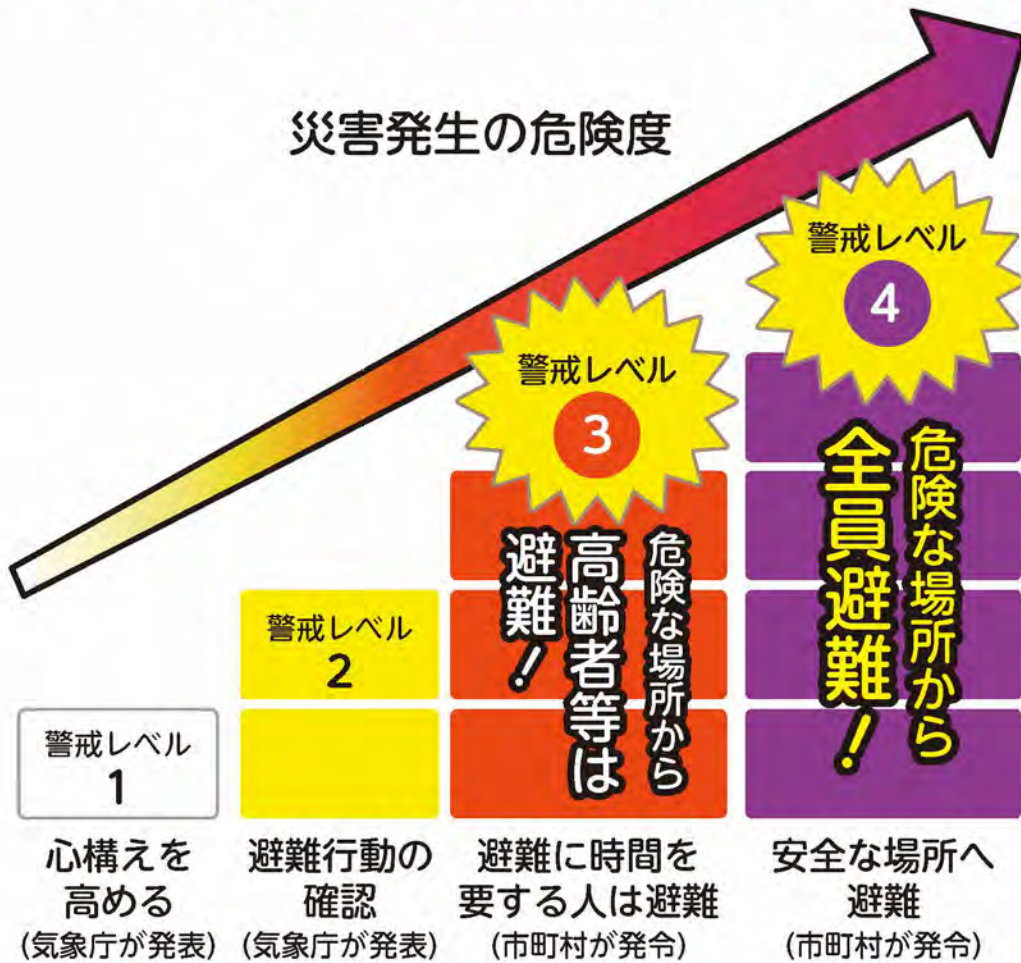 災害発生の危険度
警戒レベル
1
心構えを
高める
(気象庁が発表)
警戒レベル
2
避難行動の
確認
(気象庁が発表)
警戒レベル
3
危険な場所から
高齢者等は
避難!
避難に時間を
要する人は避難
(市町村が発令)
警戒レベル
4
危険な場所から
全員避難!
安全な場所へ
避難
(市町村が発令)